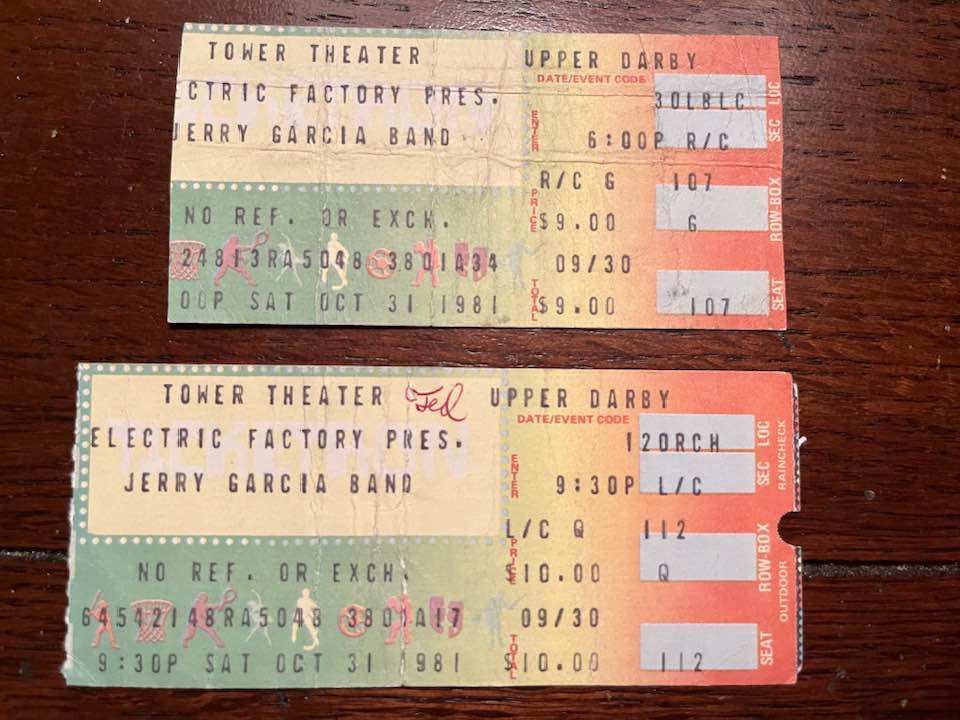 TOWER THEATER UPPER DARBY
DATE/EVENT CODE
CTRIC FACTORY PRES. 30LBLC
JERRY GARCIA BAND 6:00P R/C
ENTER
SEC LOC
R/C G 107
NO REF. OR EXCH. $9.00 G
PRICE
ROW-BOX
24813RA5048 3801A34 09/30
00P SAT OCT 31 1981 $9.00 107
TOTAL
SEAT
TOWER THEATER Ted UPPER DARBY
DATE/EVENT CODE
ELECTRIC FACTORY PRES. 120RCH
JERRY GARCIA BAND 9:30P L/C
ENTER
SEC LOC
RAINCHECK
L/C Q 112
NO REF. OR EXCH. $10.00 Q
PRICE
ROW-BOX
OUTDOOR
64542148RA5048 3801A17 09/30
9:30P SAT OCT 31 1981 $10.00 112
TOTAL
SEAT